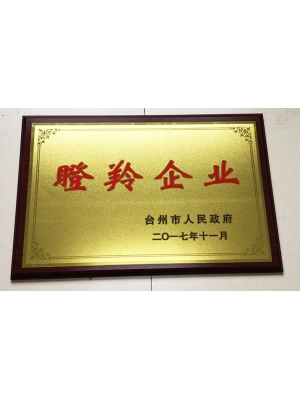 瞪羚企业
台州市人民政府
二〇一七年十一月